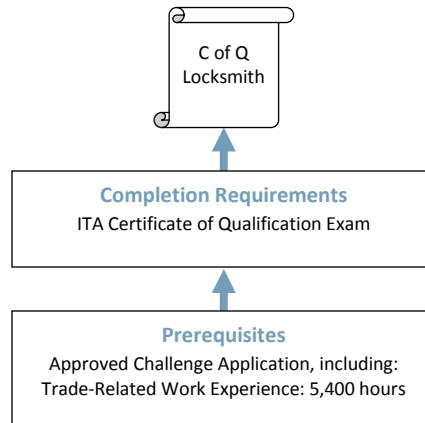 C of Q
Locksmith
Completion Requirements
ITA Certificate of Qualification Exam
Prerequisites
Approved Challenge Application, including:
Trade-Related Work Experience: 5,400 hours